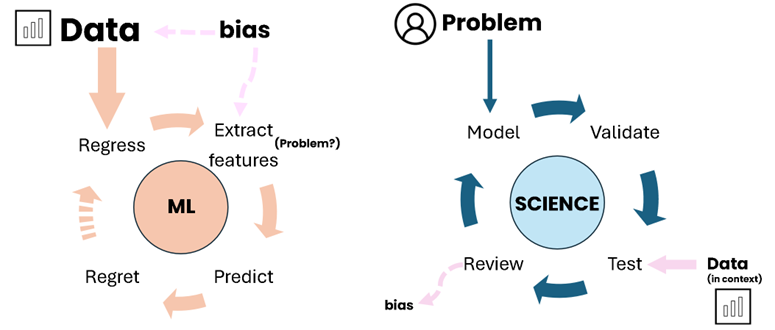 Data
bias
Regress
Extract
(Problem?)
features
ML
Regret
Predict
Problem
Model
Validate
SCIENCE
Review
Test
Data
(in context)
bias